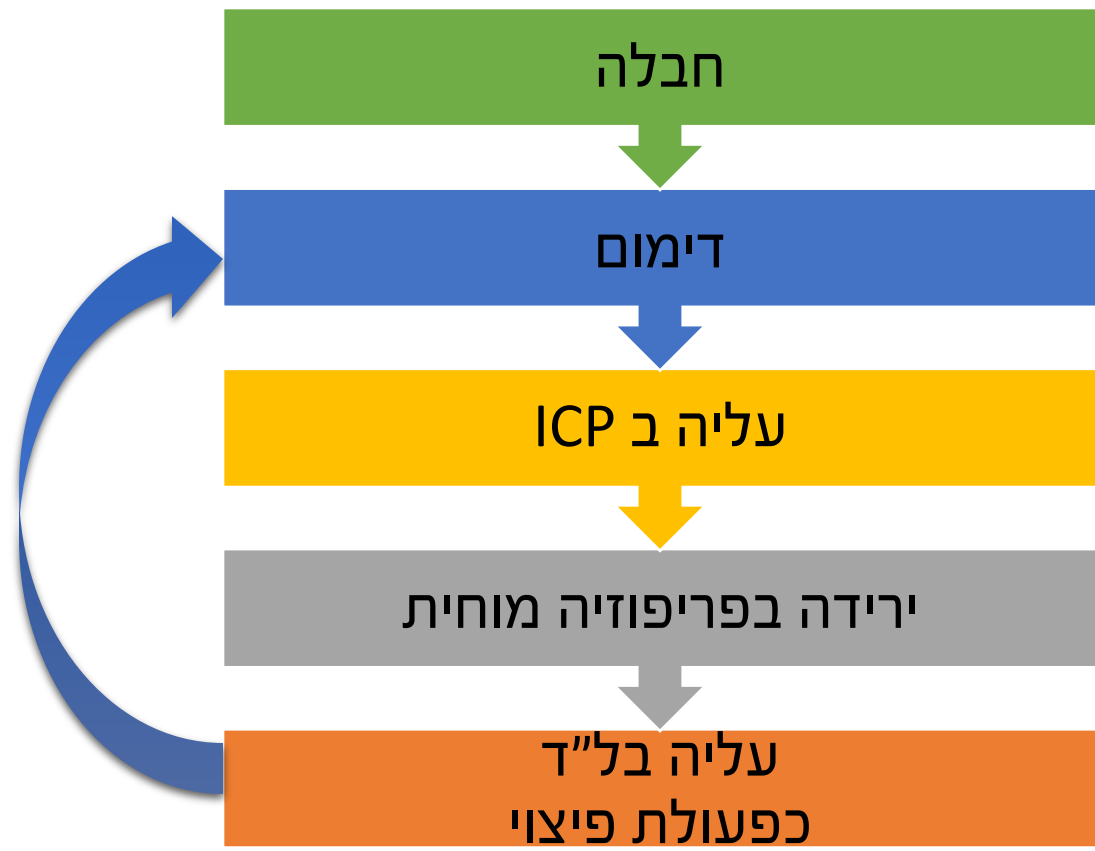 חבלה
דימום
עליה ב ICP
ירידה בפריפוזיה מוחית
עליה בל״ד
כפעולת פיצוי